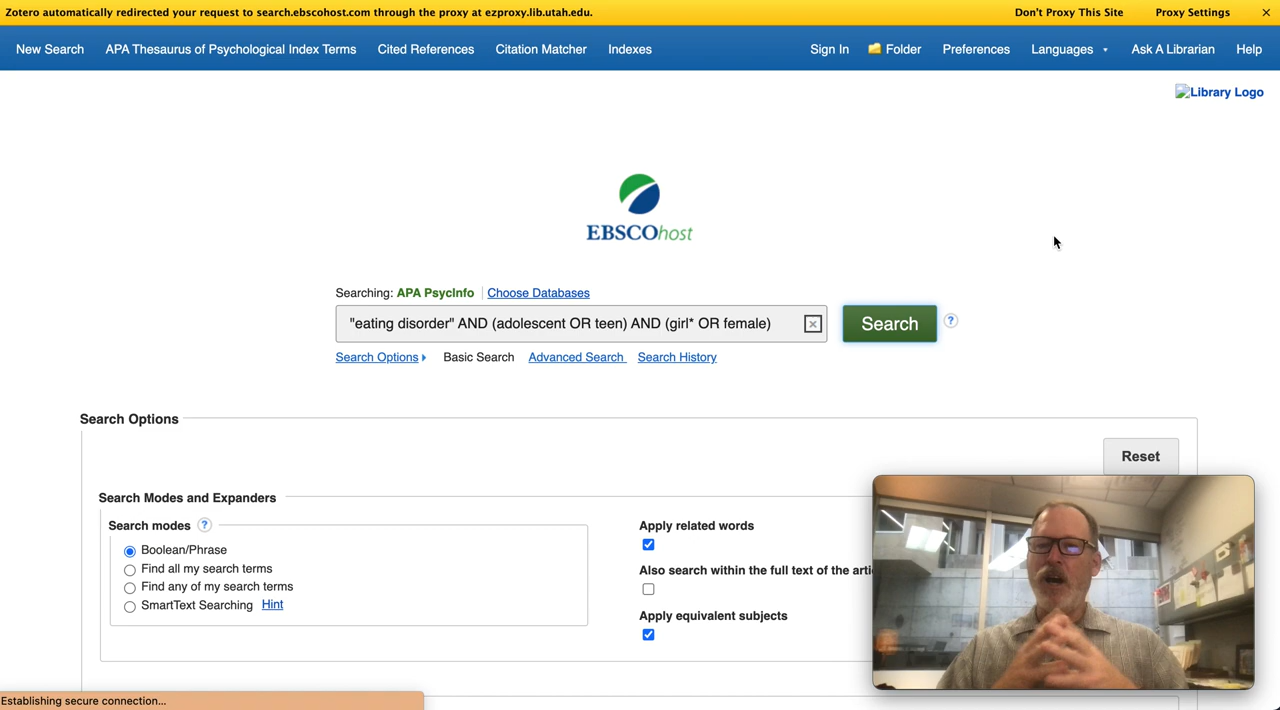 Zotero automatically redirected your request to search.ebscohost.com through the proxy at ezproxy.lib.utah.edu. Don't Proxy This Site Proxy Settings ×
New Search APA Thesaurus of Psychological Index Terms Cited References Citation Matcher Indexes Sign In Folder Preferences Languages Ask A Librarian Help
Library Logo
EBSCOhost
Searching: APA PsycInfo Choose Databases
"eating disorder" AND (adolescent OR teen) AND (girl* OR female) Search ?
Search Options Basic Search Advanced Search Search History
Search Options
Reset
Search Modes and Expanders
Search modes ? Apply related words
Boolean/Phrase
Find all my search terms Also search within the full text of the
Find any of my search terms
SmartText Searching Hint Apply equivalent subjects
Establishing secure connection...